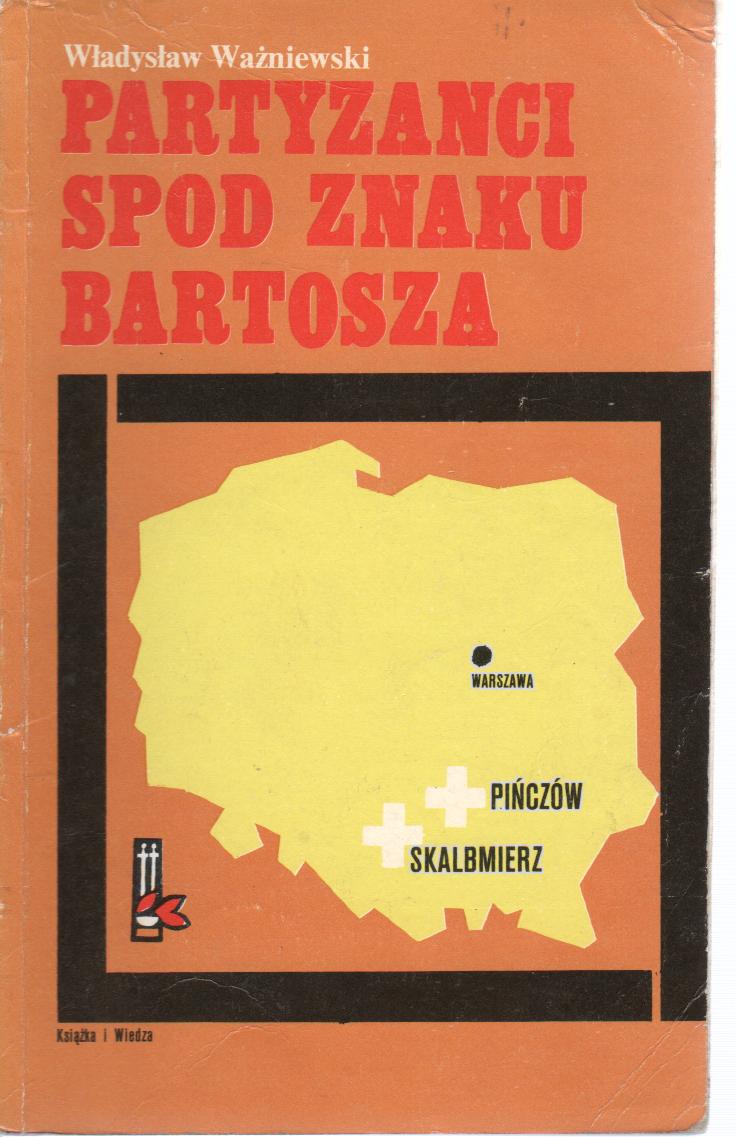 Władysław Ważniewski
PARTYZANCI
SPOD ZNAKU
BARTOSZA
WARSZAWA
PIŃCZÓW
SKALBMIERZ
Książka i Wiedza